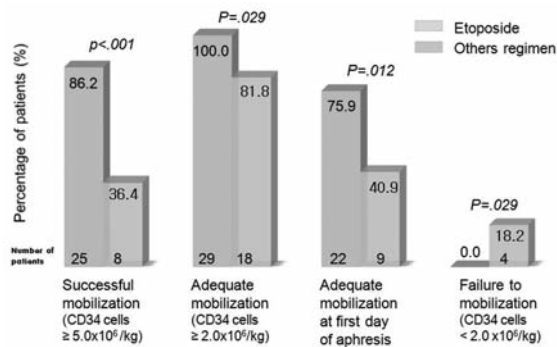 Percentage of patients (%)
Etoposide
Others regimen
p<.001
86.2
36.4
P=.029
100.0
81.8
P=.012
75.9
40.9
P=.029
0.0
18.2
Number of
patients
25
8
29
18
22
9
4
Successful
mobilization
(CD34 cells
≥ 5.0x10⁶/kg)
Adequate
mobilization
(CD34 cells
≥2.0x10⁶/kg)
Adequate
mobilization
at first day
of aphresis
Failure to
mobilization
(CD34 cells
< 2.0 x10⁶/kg)